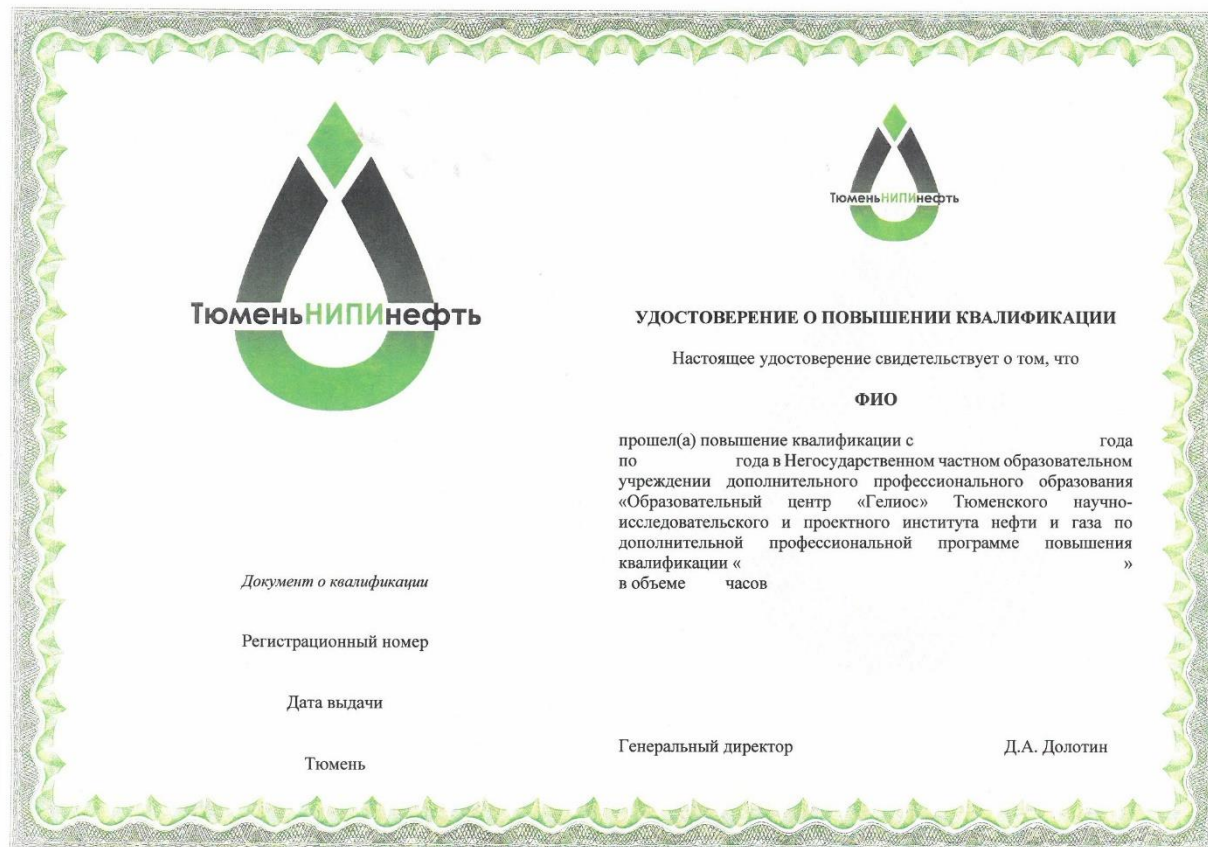 ТюменьНИПИнефть
Документ о квалификации
Регистрационный номер
Дата выдачи
Тюмень
ТюменьНИПИнефть
УДОСТОВЕРЕНИЕ О ПОВЫШЕНИИ КВАЛИФИКАЦИИ
Настоящее удостоверение свидетельствует о том, что
ФИО
прошел(а) повышение квалификации с года
по года в Негосударственном частном образовательном
учреждении дополнительного профессионального образования
«Образовательный центр «Гелиос» Тюменского научно-
исследовательского и проектного института нефти и газа по
дополнительной профессиональной программе повышения
квалификации « »
в объеме часов
Генеральный директор Д.А. Долотин